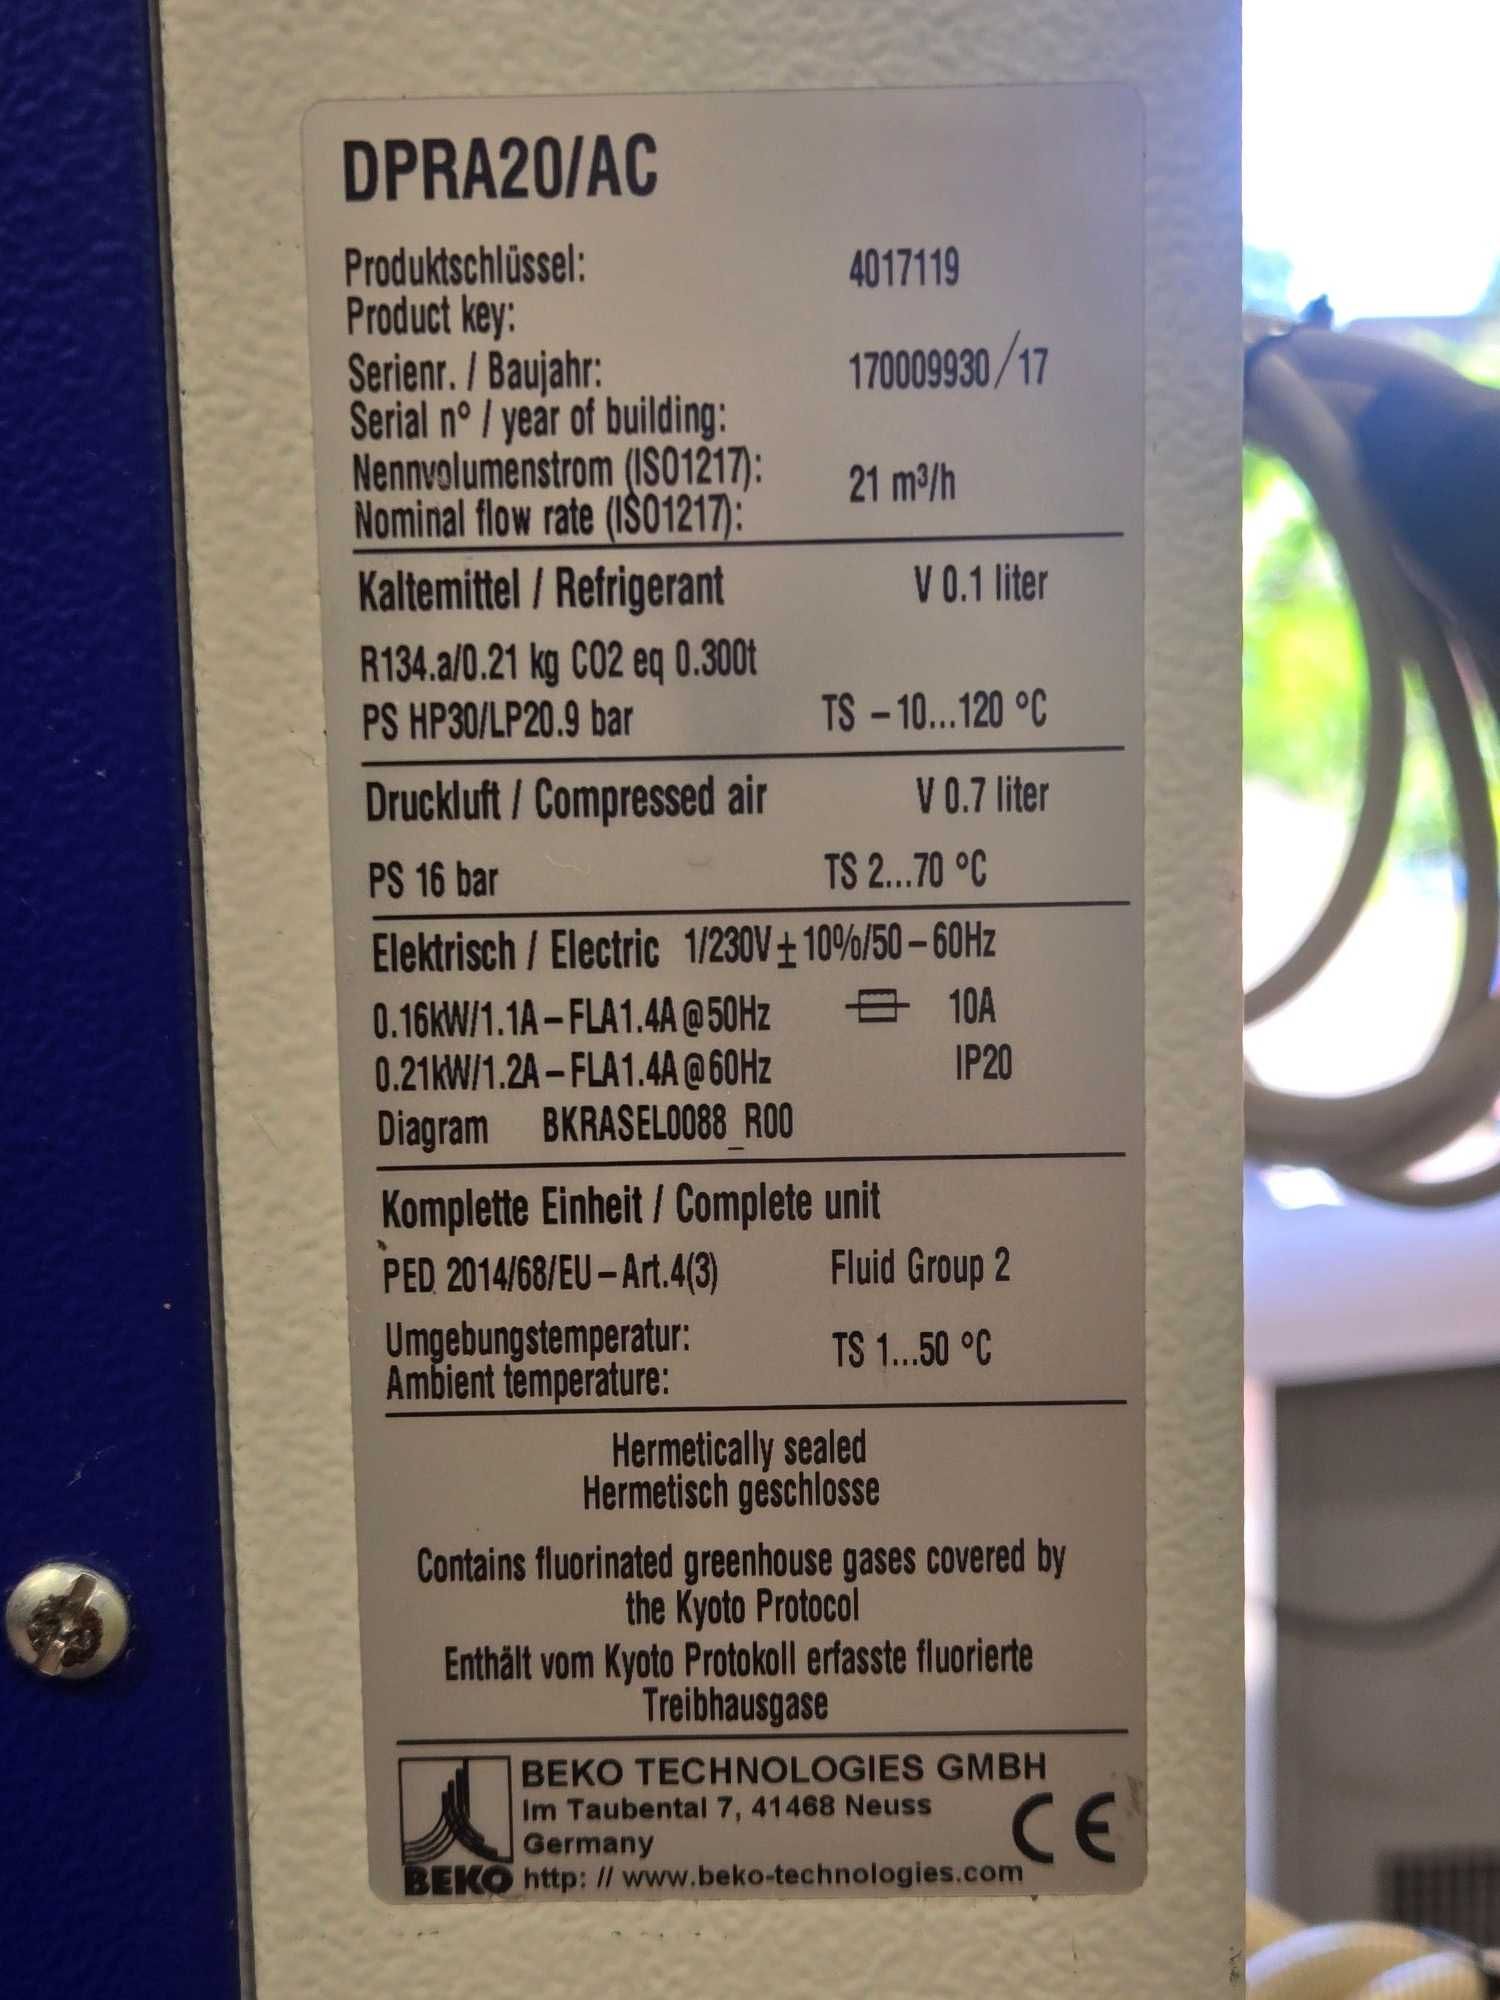 DPRA20/AC
Produktschlüssel: 4017119
Product key:
Serienr. / Baujahr: 170009930/17
Serial n° / year of building:
Nennvolumenstrom (ISO1217): 21 m³/h
Nominal flow rate (ISO1217):
Kaltemittel / Refrigerant V 0.1 liter
R134.a/0.21 kg CO2 eq 0.300t
PS HP30/LP20.9 bar TS –10...120 °C
Druckluft / Compressed air V 0.7 liter
PS 16 bar TS 2...70 °C
Elektrisch / Electric 1/230V±10%/50–60Hz
0.16kW/1.1A–FLA1.4A@50Hz 10A
0.21kW/1.2A–FLA1.4A@60Hz IP20
Diagram BKRASEL0088_R00
Komplette Einheit / Complete unit
PED 2014/68/EU–Art.4(3) Fluid Group 2
Umgebungstemperatur: TS 1...50 °C
Ambient temperature:
Hermetically sealed
Hermetisch geschlosse
Contains fluorinated greenhouse gases covered by
the Kyoto Protocol
Enthält vom Kyoto Protokoll erfasste fluorierte
Treibhausgase
BEKO TECHNOLOGIES GMBH
Im Taubental 7, 41468 Neuss
Germany CE
BEKO http: // www.beko-technologies.com